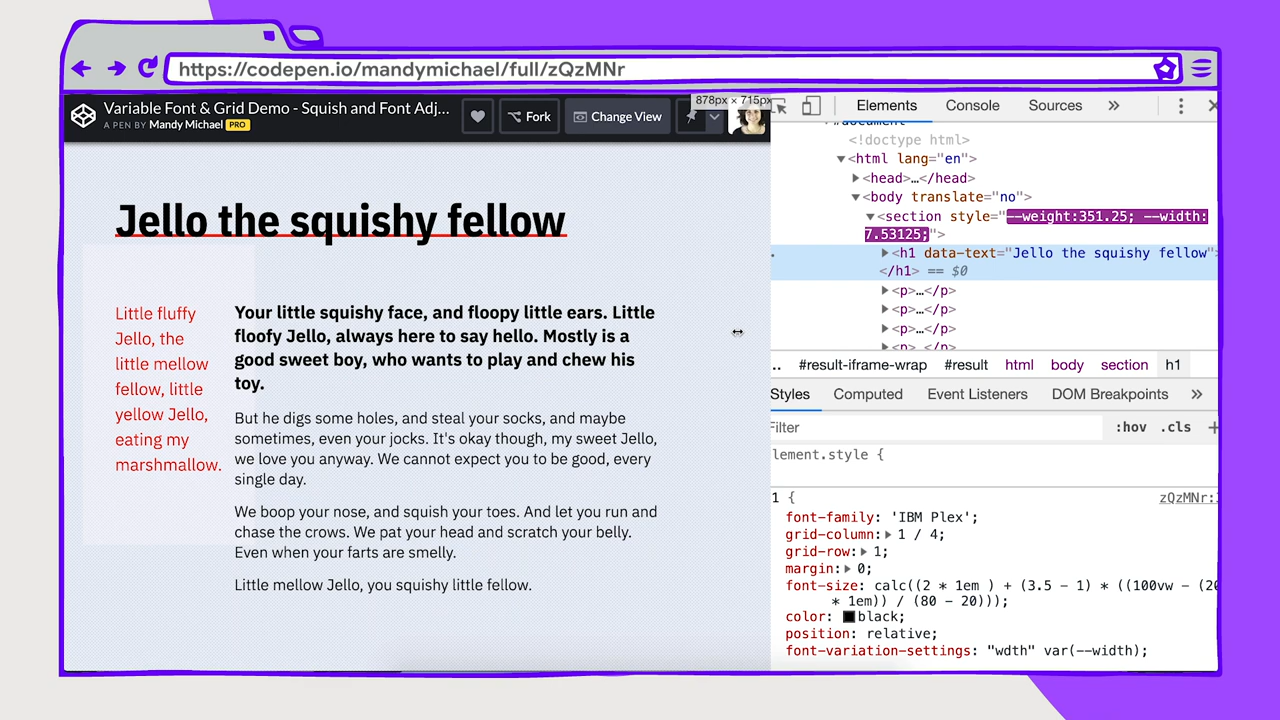 https://codepen.io/mandymichael/full/zQzMNr
Variable Font & Grid Demo - Squish and Font Adj...
A PEN BY Mandy Michael PRO
Fork
Change View
878px × 715px
Elements Console Sources »
<!doctype html>
<html lang="en">
<head>…</head>
<body translate="no">
<section style="--weight:351.25; --width:
7.53125;">
<h1 data-text="Jello the squishy fellow"
</h1> == $0
<p>…</p>
<p>…</p>
<p>…</p>
.. #result-iframe-wrap #result html body section h1
Styles Computed Event Listeners DOM Breakpoints »
Filter :hov .cls +
lement.style {
1 { zQzMNr:
font-family: 'IBM Plex';
grid-column: 1 / 4;
grid-row: 1;
margin: 0;
font-size: calc((2 * 1em ) + (3.5 - 1) * ((100vw - (20
* 1em)) / (80 - 20)));
color: black;
position: relative;
font-variation-settings: "wdth" var(--width);
Jello the squishy fellow
Little fluffy
Jello, the
little mellow
fellow, little
yellow Jello,
eating my
marshmallow.
Your little squishy face, and floopy little ears. Little
floofy Jello, always here to say hello. Mostly is a
good sweet boy, who wants to play and chew his
toy.
But he digs some holes, and steal your socks, and maybe
sometimes, even your jocks. It's okay though, my sweet Jello,
we love you anyway. We cannot expect you to be good, every
single day.
We boop your nose, and squish your toes. And let you run and
chase the crows. We pat your head and scratch your belly.
Even when your farts are smelly.
Little mellow Jello, you squishy little fellow.